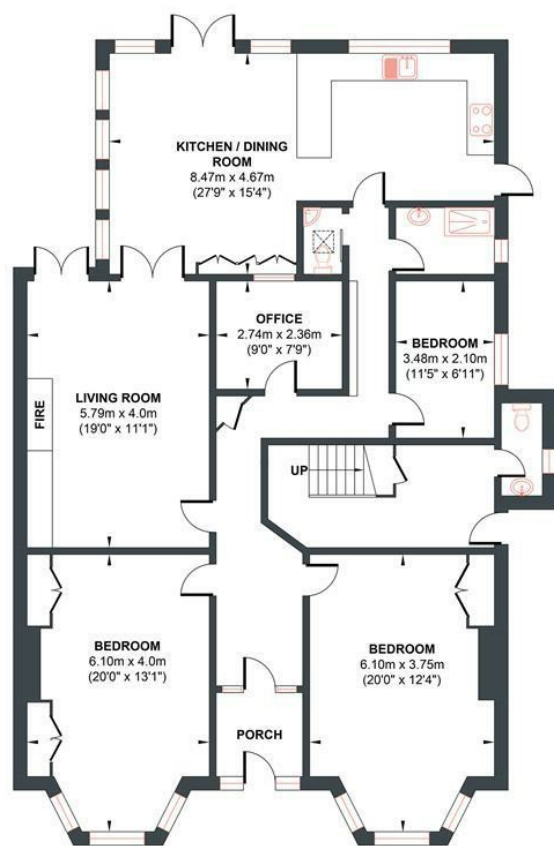 KITCHEN / DINING
ROOM
8.47m x 4.67m
(27'9" x 15'4")
OFFICE
2.74m x 2.36m
(9'0" x 7'9")
BEDROOM
3.48m x 2.10m
(11'5" x 6'11")
LIVING ROOM
5.79m x 4.0m
(19'0" x 11'1")
FIRE
UP
BEDROOM
6.10m x 4.0m
(20'0" x 13'1")
BEDROOM
6.10m x 3.75m
(20'0" x 12'4")
PORCH